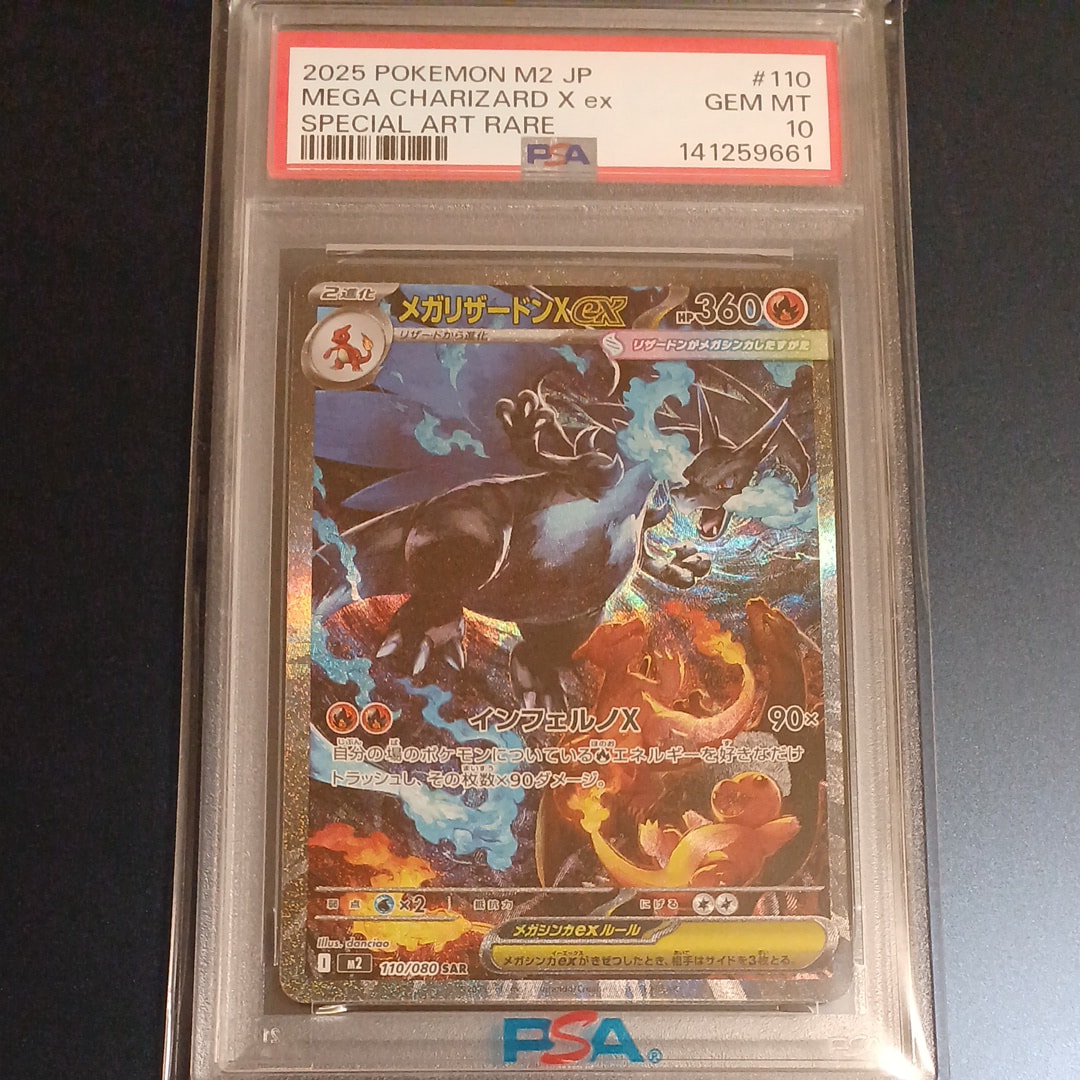 2025 POKEMON M2 JP #110
MEGA CHARIZARD X ex GEM MT
SPECIAL ART RARE 10
PSA 141259661
2進化 メガリザードンXex HP360
リザードから進化 リザードンがメガシンカしたすがた
インフェルノX 90×
自分の場のポケモンについているエネルギーを好きなだけ
トラッシュし、その枚数×90ダメージ。
弱点 ×2 抵抗力 にげる
メガシンカexルール
メガシンカexがきぜつしたとき、相手はサイドを3枚とる。
Illus. danciao
I m2 110/080 SAR
PSA®